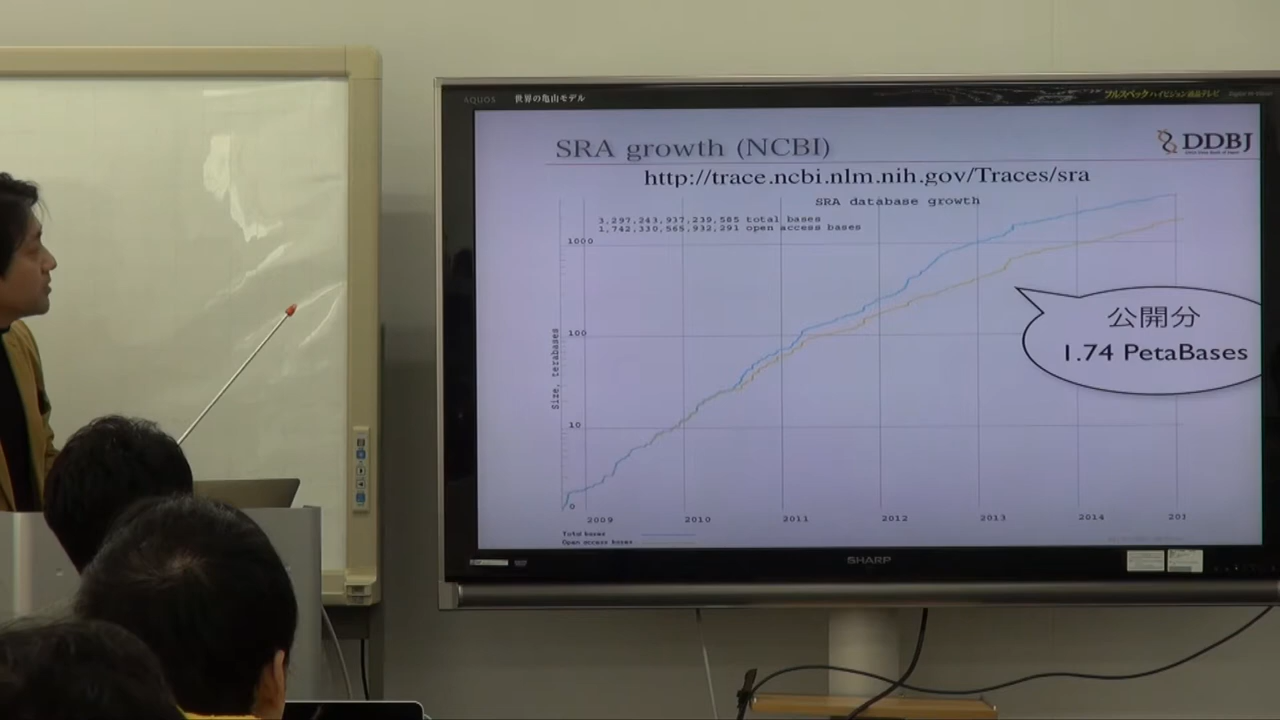 AQUOS 世界の亀山モデル
フルスペックハイビジョン液晶テレビ
SRA growth (NCBI)
DDBJ
http://trace.ncbi.nlm.nih.gov/Traces/sra
SRA database growth
3,297,243,937,239,585 total bases
1,742,330,565,932,291 open access bases
1000
100
10
0
Size, terabases
公開分
1.74 PetaBases
2009 2010 2011 2012 2013 2014 201
Total bases
Open access bases
SHARP